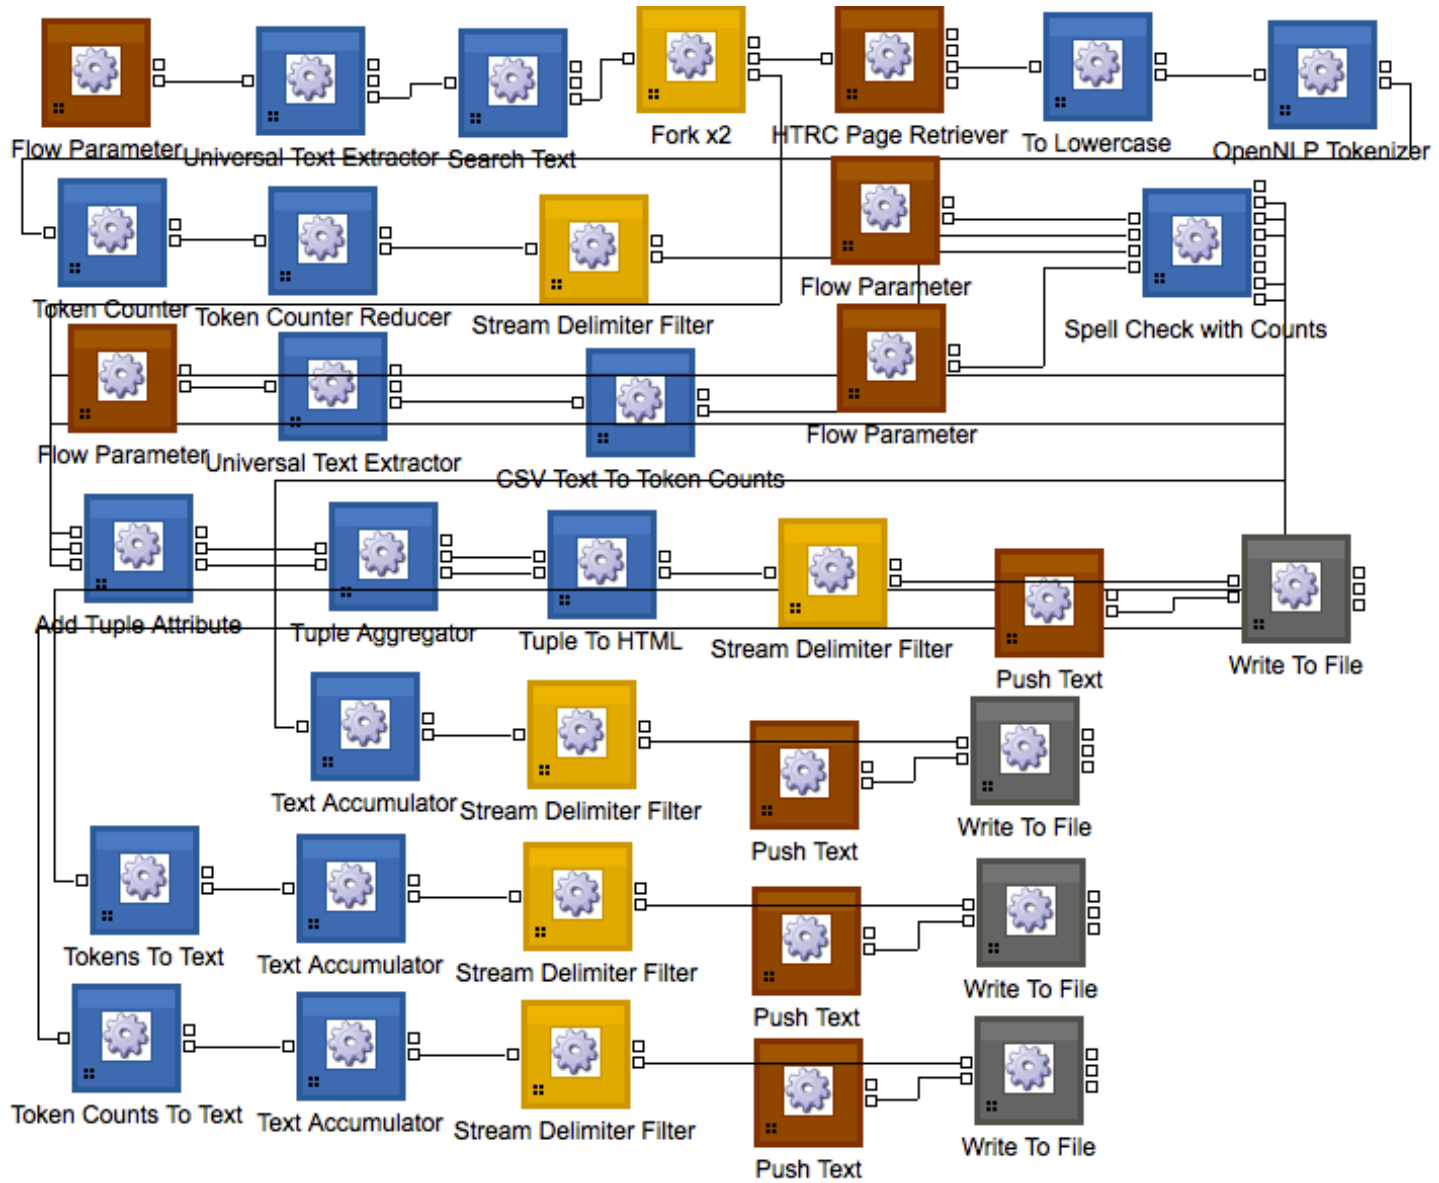 Flow Parameter
Universal Text Extractor
Search Text
Fork x2
HTRC Page Retriever
To Lowercase
OpenNLP Tokenizer
Token Counter
Token Counter Reducer
Stream Delimiter Filter
Flow Parameter
Spell Check with Counts
Flow Parameter
Universal Text Extractor
CSV Text To Token Counts
Flow Parameter
Add Tuple Attribute
Tuple Aggregator
Tuple To HTML
Stream Delimiter Filter
Push Text
Write To File
Text Accumulator
Stream Delimiter Filter
Push Text
Write To File
Tokens To Text
Text Accumulator
Stream Delimiter Filter
Push Text
Write To File
Token Counts To Text
Text Accumulator
Stream Delimiter Filter
Push Text
Write To File